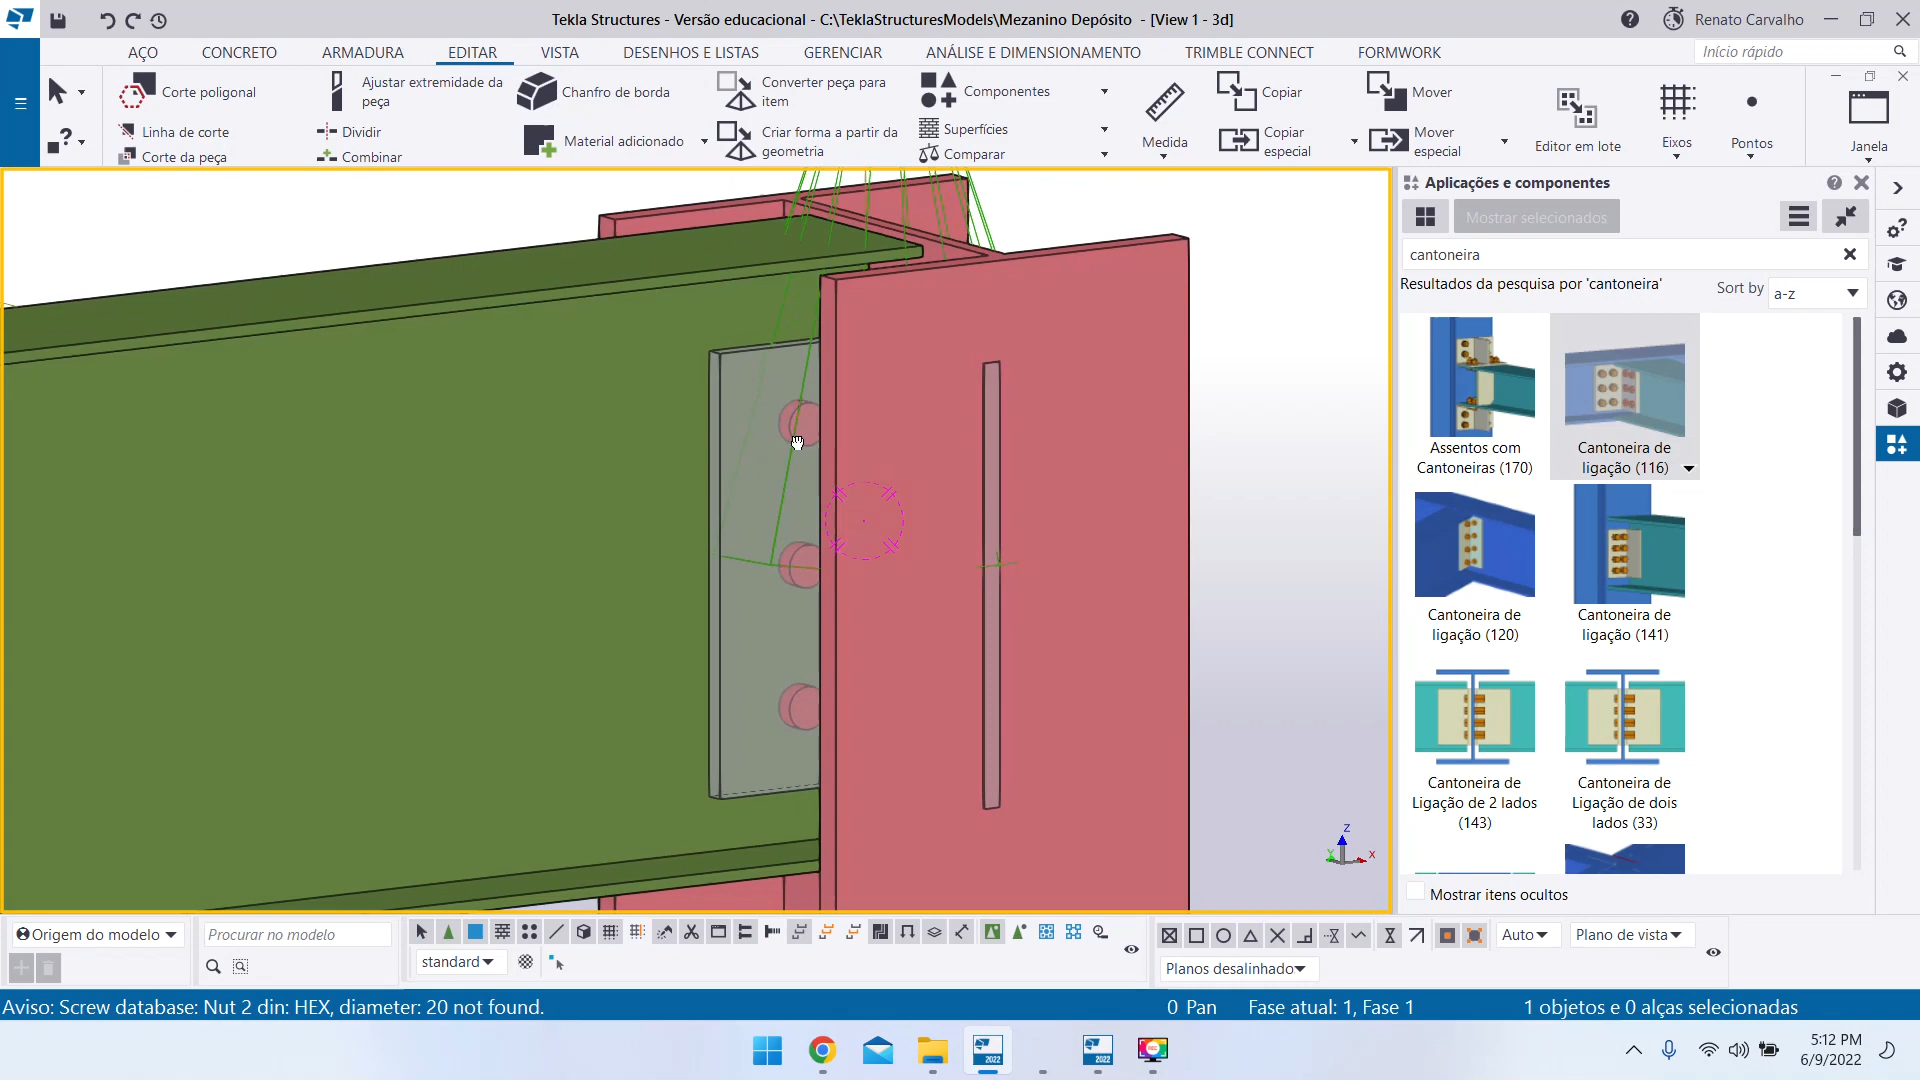 Tekla Structures - Versão educacional - C:\TeklaStructuresModels\Mezanino Depósito - [View 1 - 3d]
Renato Carvalho
AÇO
CONCRETO
ARMADURA
EDITAR
VISTA
DESENHOS E LISTAS
GERENCIAR
ANÁLISE E DIMENSIONAMENTO
TRIMBLE CONNECT
FORMWORK
Início rápido
Corte poligonal
Linha de corte
Corte da peça
Ajustar extremidade da
peça
Dividir
Combinar
Chanfro de borda
Material adicionado
Converter peça para
item
Criar forma a partir da
geometria
Componentes
Superfícies
Comparar
Medida
Copiar
Copiar
especial
Mover
Mover
especial
Editor em lote
Eixos
Pontos
Janela
Aplicações e componentes
Mostrar selecionados
cantoneira
Resultados da pesquisa por 'cantoneira'
Sort by
a-z
Assentos com
Cantoneiras (170)
Cantoneira de
ligação (116)
Cantoneira de
ligação (120)
Cantoneira de
ligação (141)
Cantoneira de
Ligação de 2 lados
(143)
Cantoneira de
Ligação de dois
lados (33)
Mostrar itens ocultos
Z
Y
X
Origem do modelo
Procurar no modelo
standard
Auto
Plano de vista
Planos desalinhado
Aviso: Screw database: Nut 2 din: HEX, diameter: 20 not found.
0 Pan
Fase atual: 1, Fase 1
1 objetos e 0 alças selecionadas
2022
2022
REC
5:12 PM
6/9/2022